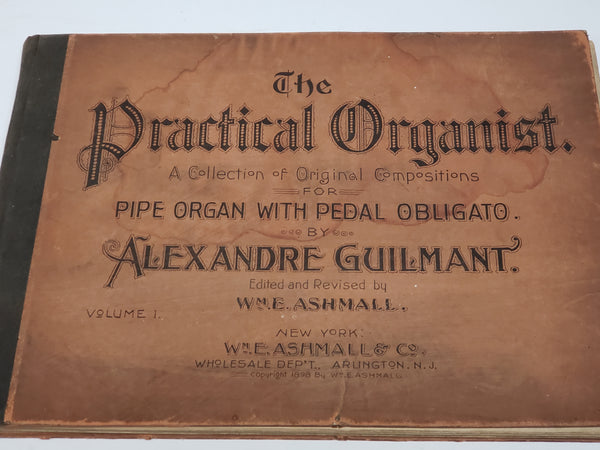 The
Practical Organist.
A Collection of Original Compositions
FOR
PIPE ORGAN WITH PEDAL OBLIGATO.
BY
ALEXANDRE GUILMANT.
Edited and Revised by
WM. E. ASHMALL.
VOLUME 1.
NEW YORK:
WM. E. ASHMALL & CO.
WHOLESALE DEP'T., ARLINGTON, N. J.
Copyright 1898 By WM. E. ASHMALL